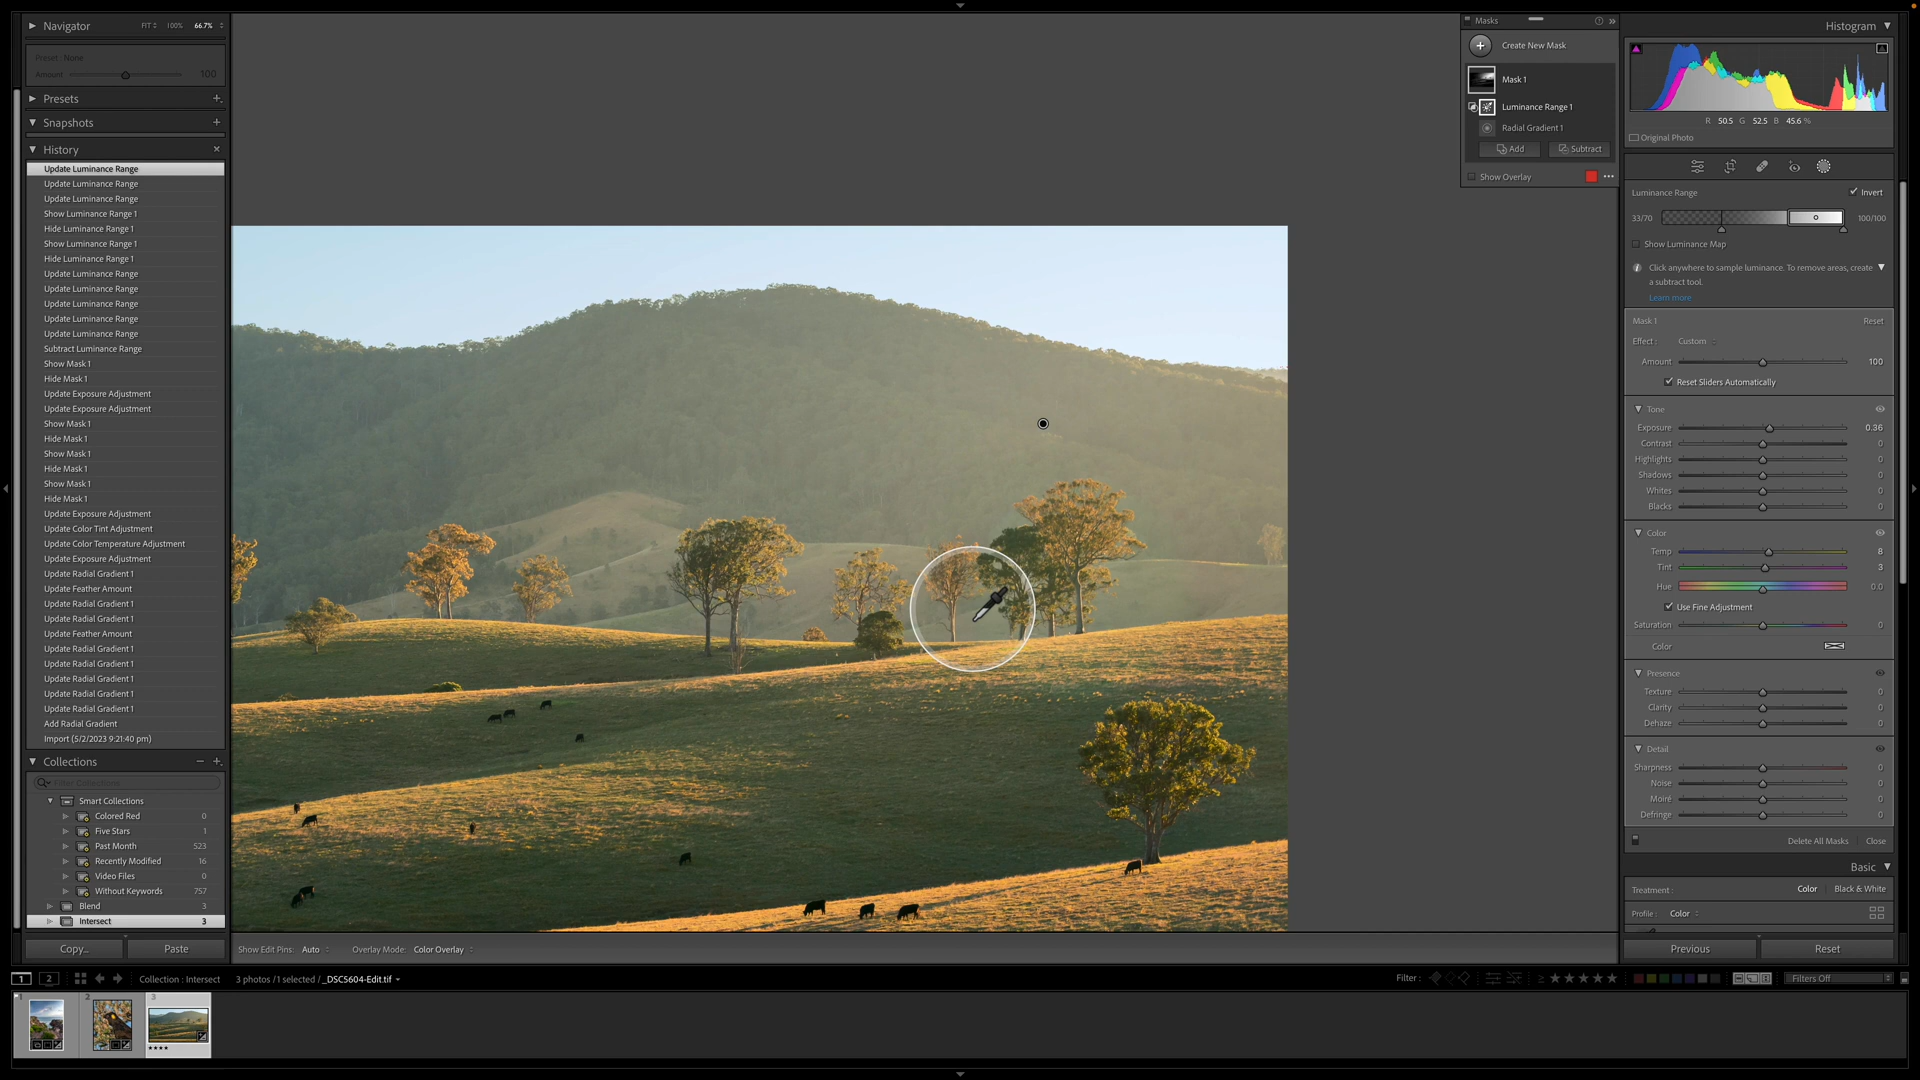 Navigator FIT 100% 66.7%
Preset : None
Amount 100
Presets
Snapshots
History
Update Luminance Range
Update Luminance Range
Update Luminance Range
Show Luminance Range 1
Hide Luminance Range 1
Show Luminance Range 1
Hide Luminance Range 1
Update Luminance Range
Update Luminance Range
Update Luminance Range
Update Luminance Range
Update Luminance Range
Subtract Luminance Range
Show Mask 1
Hide Mask 1
Update Exposure Adjustment
Update Exposure Adjustment
Show Mask 1
Hide Mask 1
Show Mask 1
Hide Mask 1
Show Mask 1
Hide Mask 1
Update Exposure Adjustment
Update Color Tint Adjustment
Update Color Temperature Adjustment
Update Exposure Adjustment
Update Radial Gradient 1
Update Feather Amount
Update Radial Gradient 1
Update Radial Gradient 1
Update Feather Amount
Update Radial Gradient 1
Update Radial Gradient 1
Update Radial Gradient 1
Update Radial Gradient 1
Update Radial Gradient 1
Add Radial Gradient
Import (5/2/2023 9:21:40 pm)
Collections
Filter Collections
Smart Collections
Colored Red 0
Five Stars 1
Past Month 523
Recently Modified 16
Video Files 0
Without Keywords 757
Blend 3
Intersect 3
Copy... Paste
Masks
Create New Mask
Mask 1
Luminance Range 1
Radial Gradient 1
Add Subtract
Show Overlay
Histogram
R 50.5 G 52.5 B 45.6 %
Original Photo
Luminance Range Invert
33/70 100/100
Show Luminance Map
Click anywhere to sample luminance. To remove areas, create
a subtract tool.
Learn more
Mask 1 Reset
Effect : Custom
Amount 100
Reset Sliders Automatically
Tone
Exposure 0.36
Contrast 0
Highlights 0
Shadows 0
Whites 0
Blacks 0
Color
Temp 8
Tint 3
Hue 0.0
Use Fine Adjustment
Saturation 0
Color
Presence
Texture 0
Clarity 0
Dehaze 0
Detail
Sharpness 0
Noise 0
Moiré 0
Defringe 0
Delete All Masks Close
Basic
Treatment : Color Black & White
Profile : Color
Previous Reset
Show Edit Pins: Auto Overlay Mode: Color Overlay
1 2 Collection : Intersect 3 photos / 1 selected / _DSC5604-Edit.tif Filter : Filters Off
1 2 3